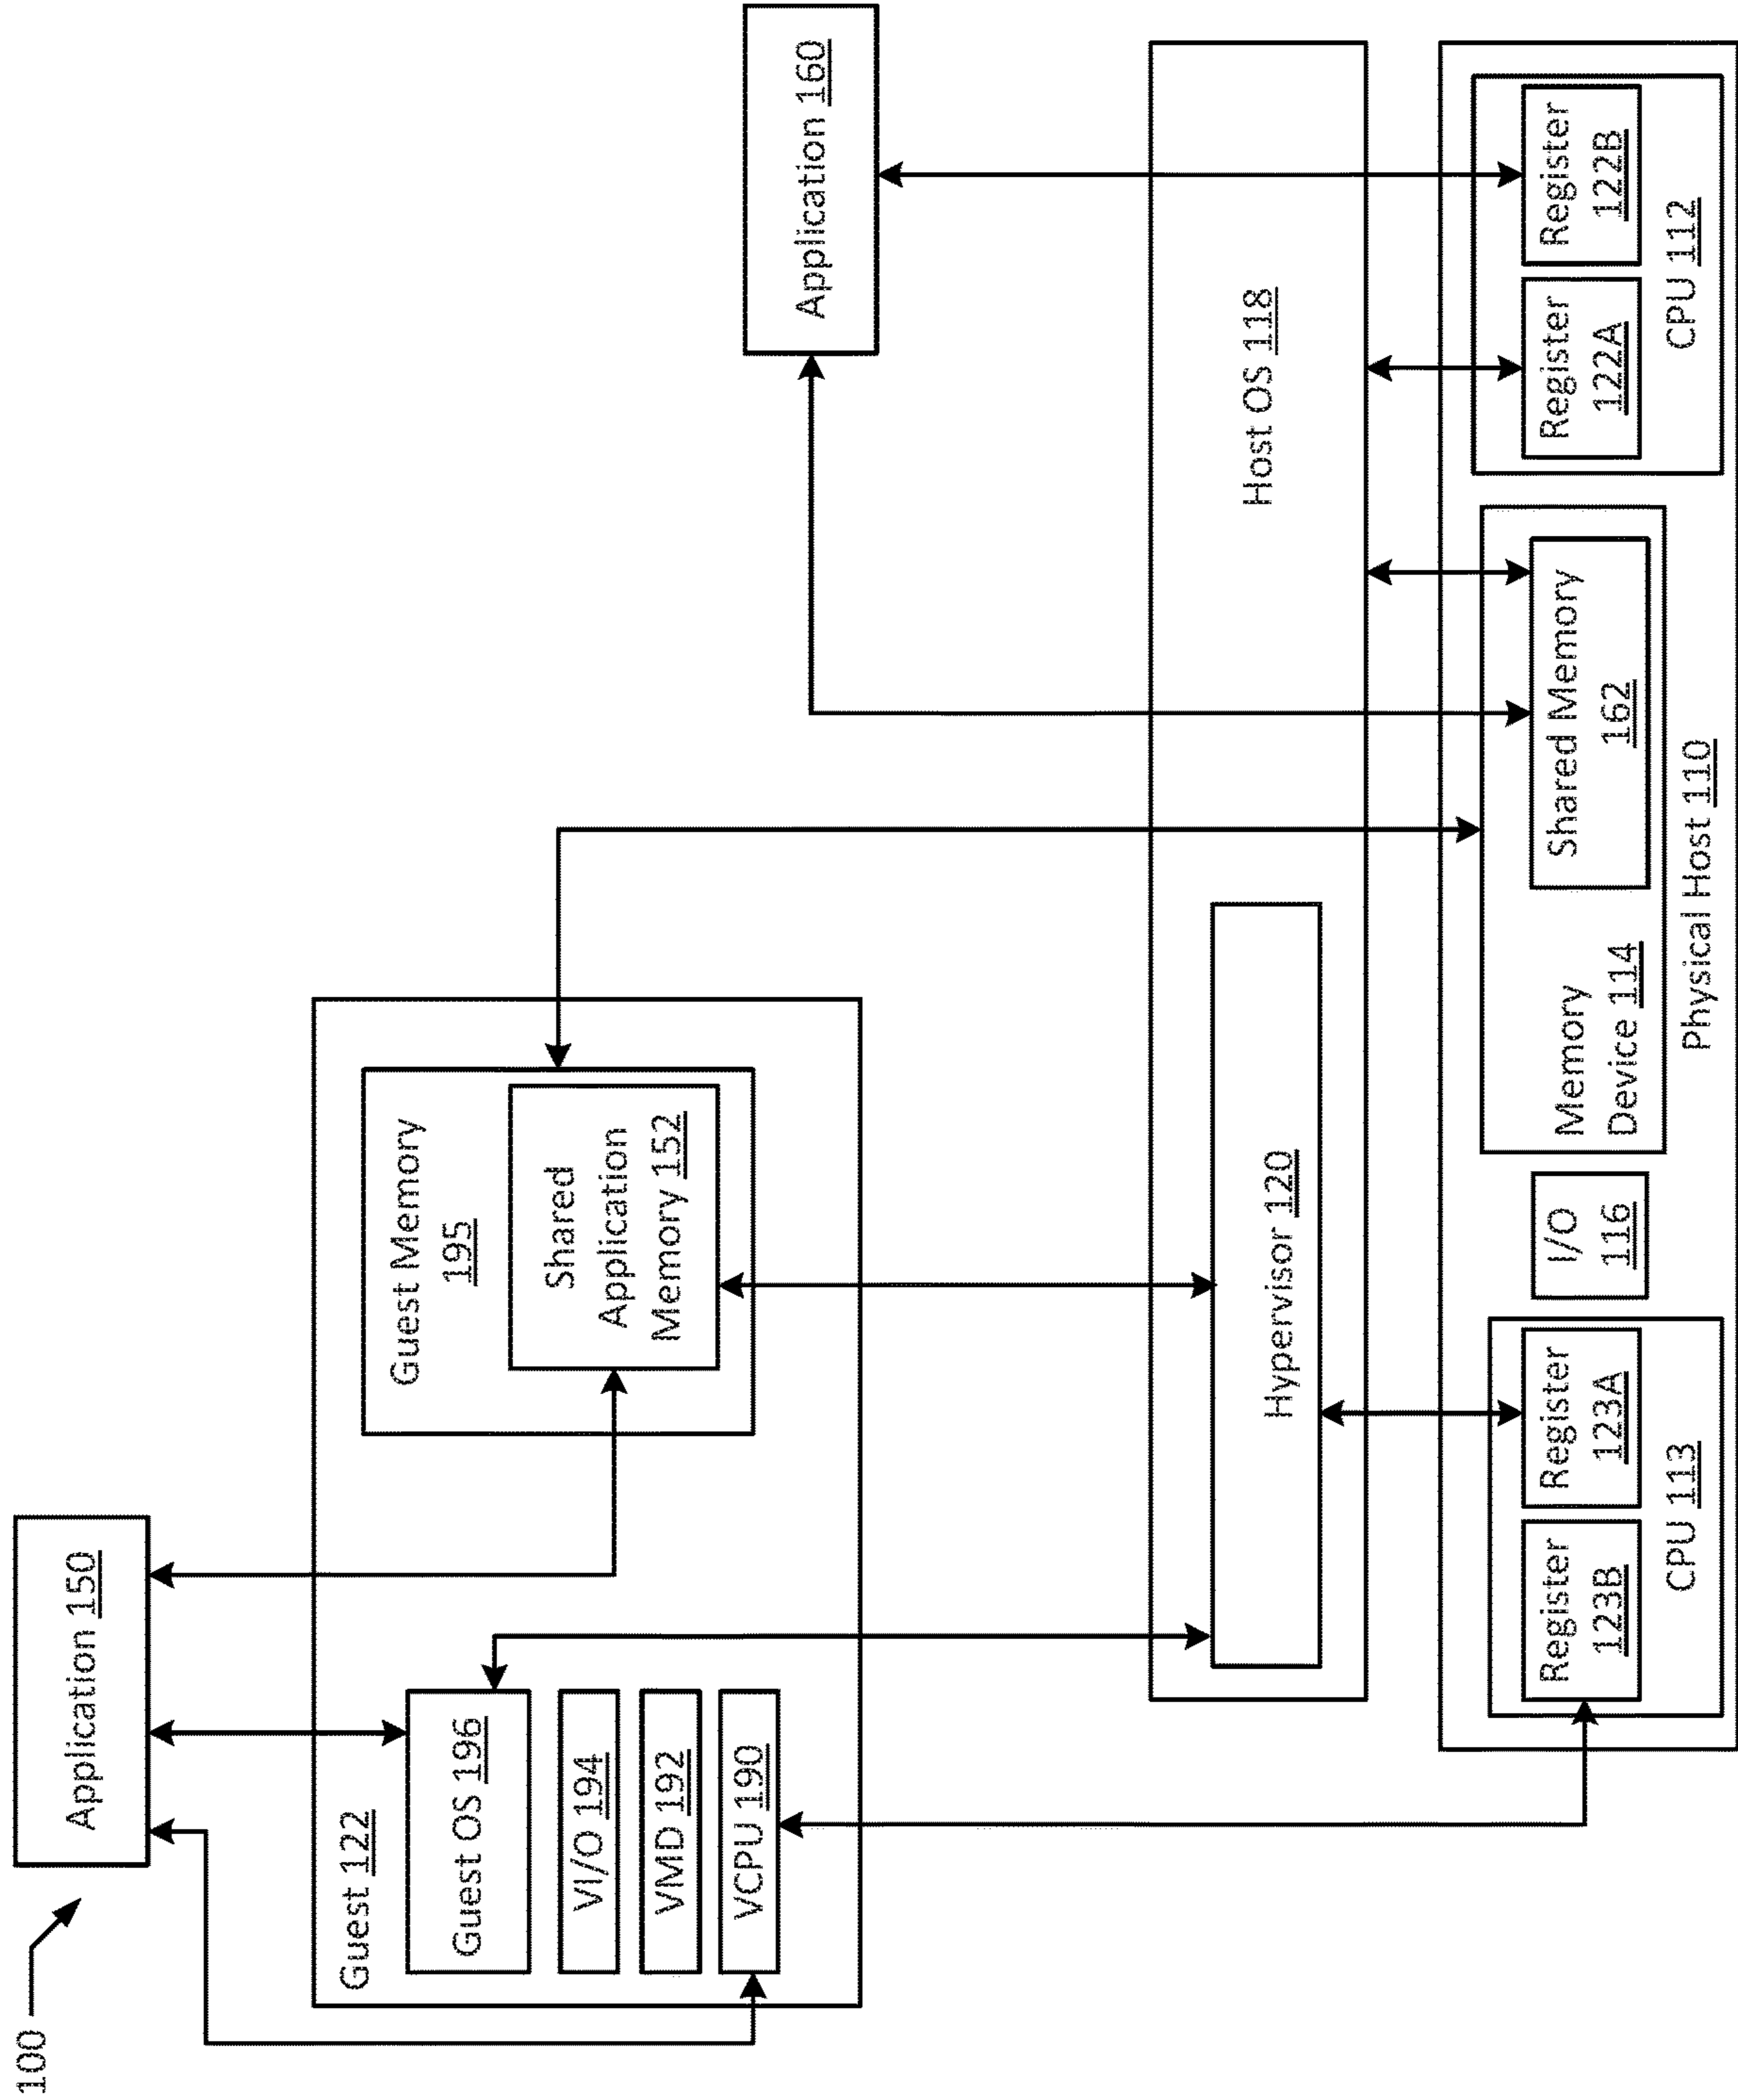 100
Application 150
Application 160
Guest 122
Guest OS 196
VI/O 194
VMD 192
VCPU 190
Guest Memory
195
Shared
Application
Memory 152
Host OS 118
Hypervisor 120
Register
123B
Register
123A
CPU 113
I/O
116
Memory
Device 114
Shared Memory
162
Register
122A
Register
122B
CPU 112
Physical Host 110